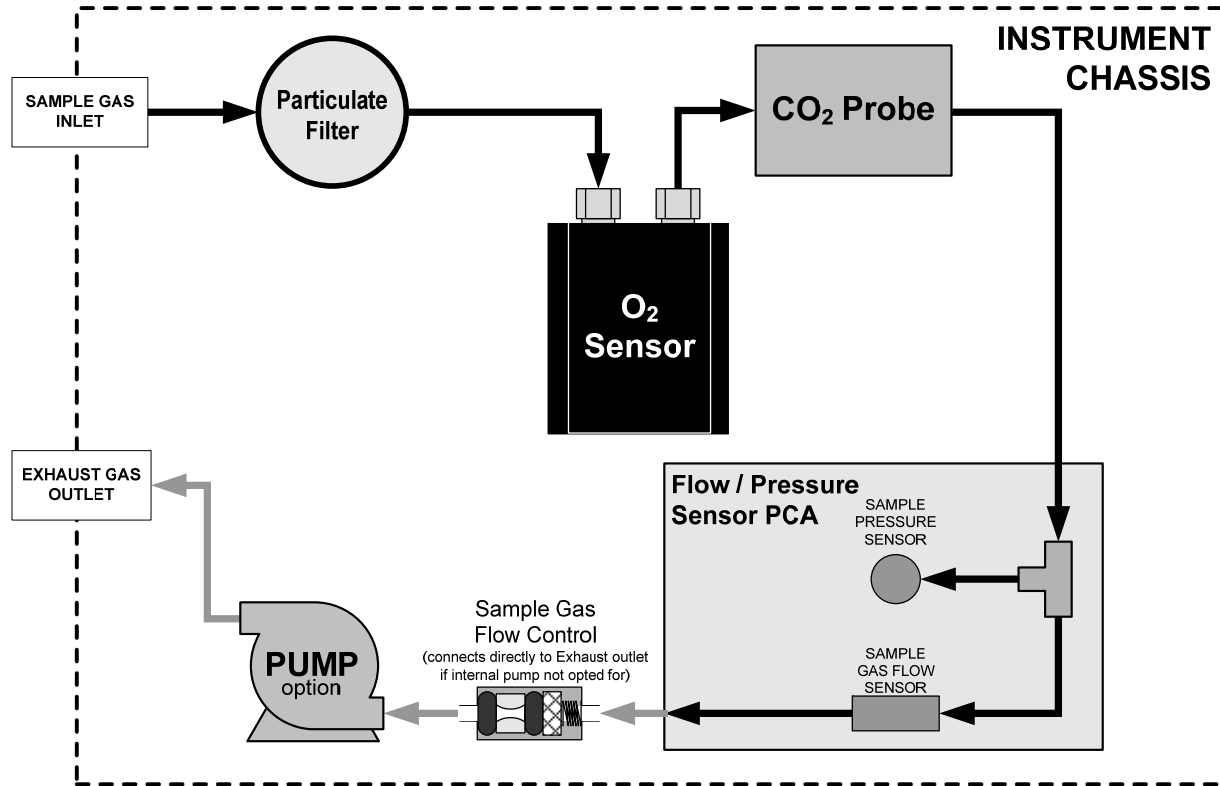 INSTRUMENT
CHASSIS
SAMPLE GAS
INLET
Particulate
Filter
CO₂ Probe
O₂
Sensor
EXHAUST GAS
OUTLET
Flow / Pressure
Sensor PCA
SAMPLE
PRESSURE
SENSOR
Sample Gas
Flow Control
(connects directly to Exhaust outlet
if internal pump not opted for)
SAMPLE
GAS FLOW
SENSOR
PUMP
option